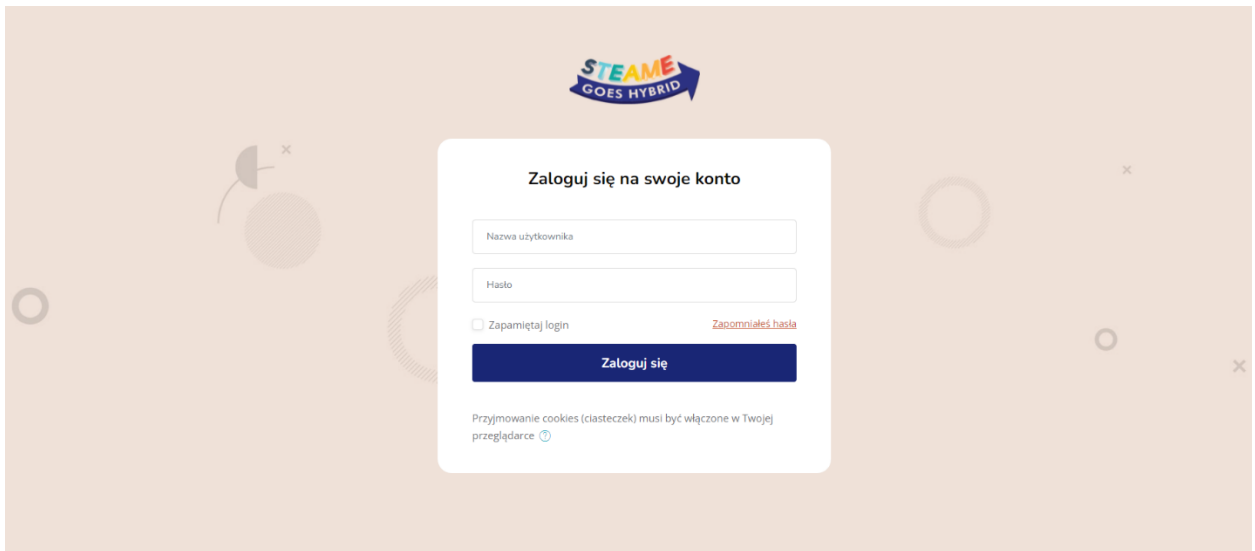 STEAME
GOES HYBRID
Zaloguj się na swoje konto
Nazwa użytkownika
Hasło
Zapamiętaj login
Zapomniałeś hasła
Zaloguj się
Przyjmowanie cookies (ciasteczek) musi być włączone w Twojej
przeglądarce ?